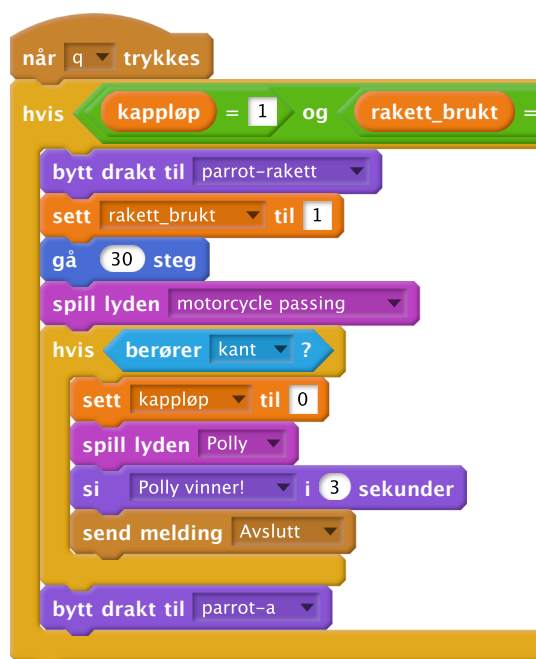 når q trykkes
hvis kappløp = 1 og rakett_brukt =
bytt drakt til parrot-rakett
sett rakett_brukt til 1
gå 30 steg
spill lyden motorcycle passing
hvis berører kant ?
sett kappløp til 0
spill lyden Polly
si Polly vinner! i 3 sekunder
send melding Avslutt
bytt drakt til parrot-a